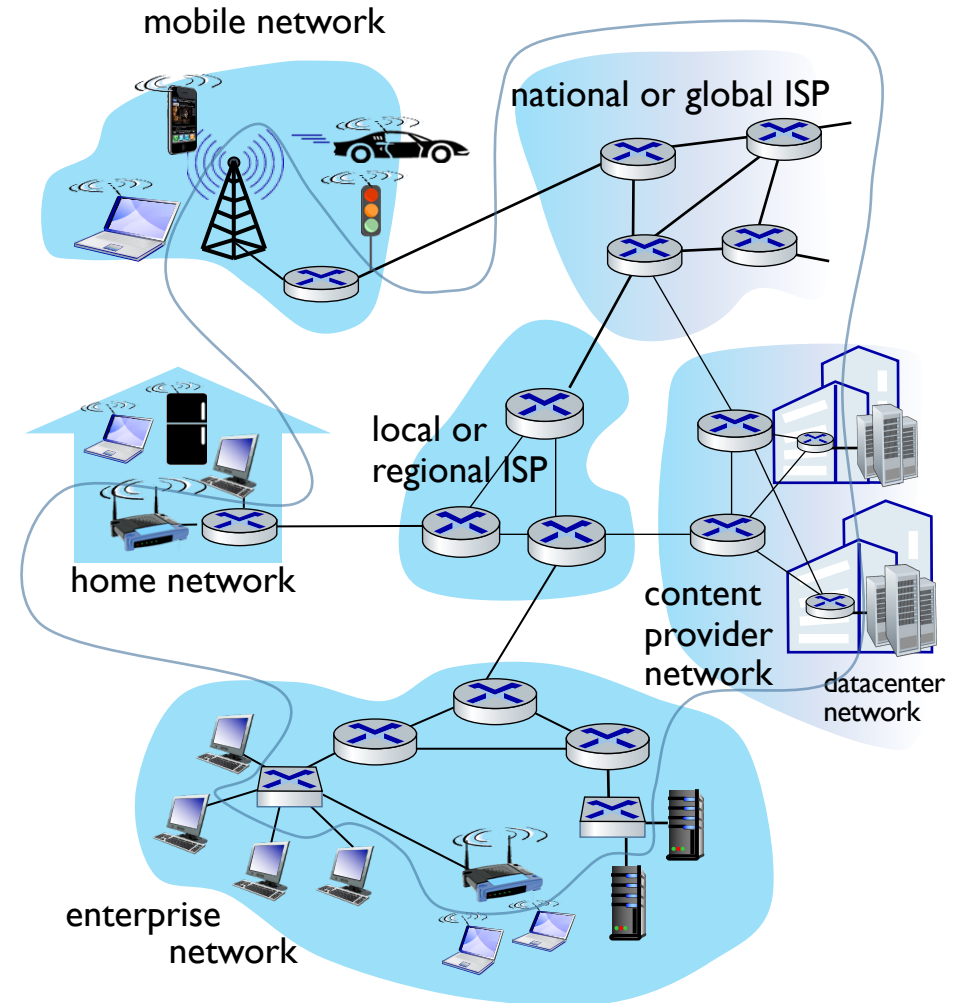 mobile network
national or global ISP
local or
regional ISP
home network
content
provider
network
datacenter
network
enterprise
network